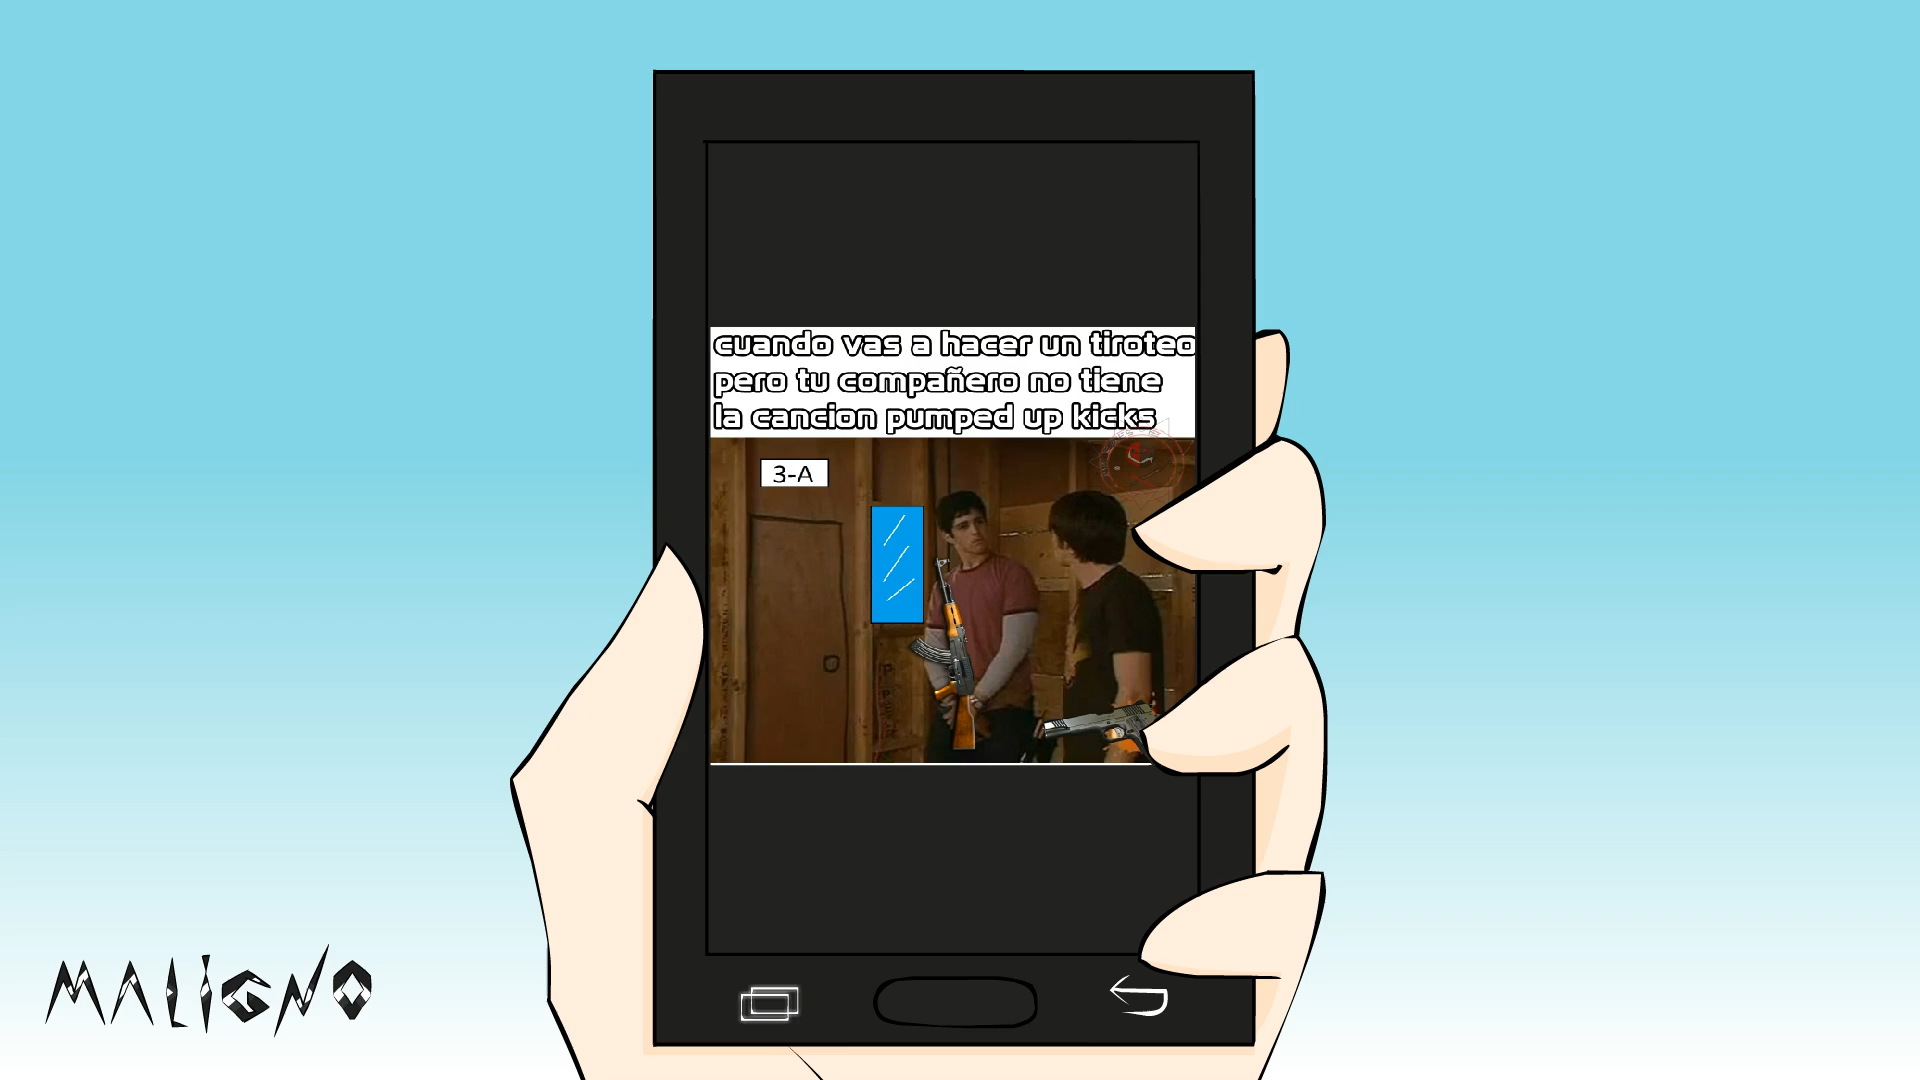 cuando vas a hacer un tiroteo
pero tu compañero no tiene
la cancion pumped up kicks
3-A
MALIGNO